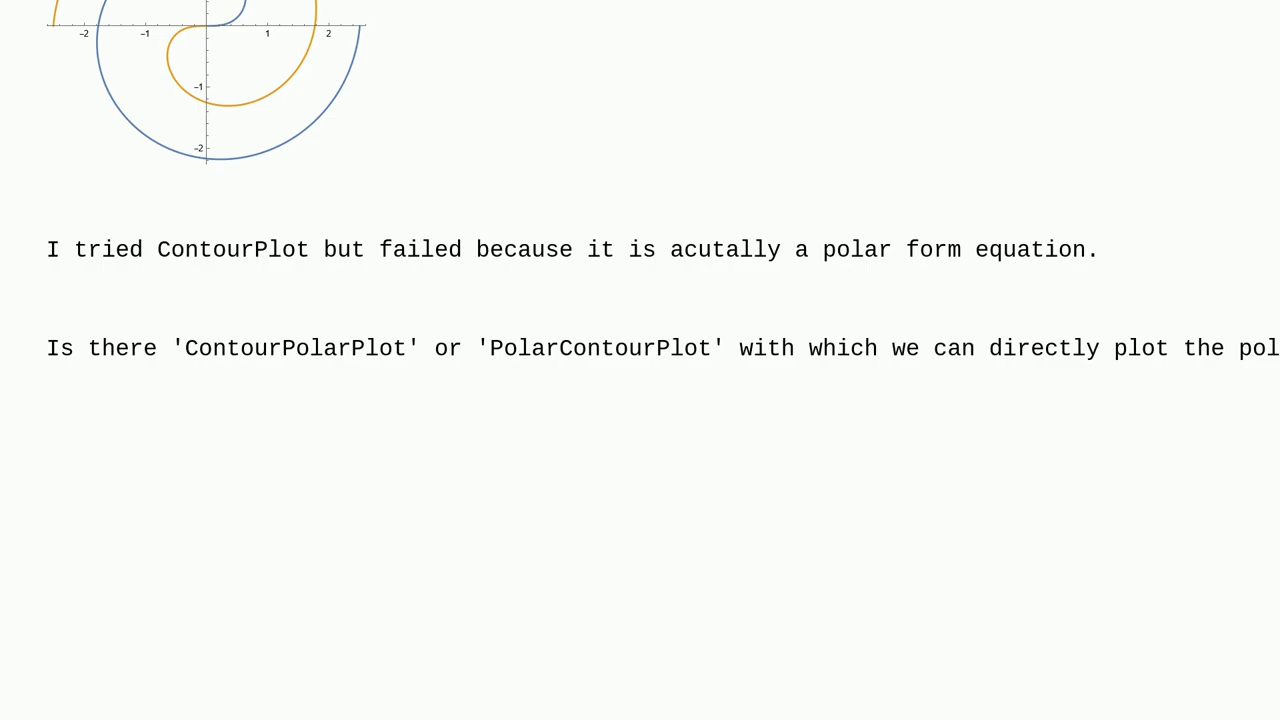 -2 -1 1 2
-1
-2
I tried ContourPlot but failed because it is acutally a polar form equation.
Is there 'ContourPolarPlot' or 'PolarContourPlot' with which we can directly plot the pol